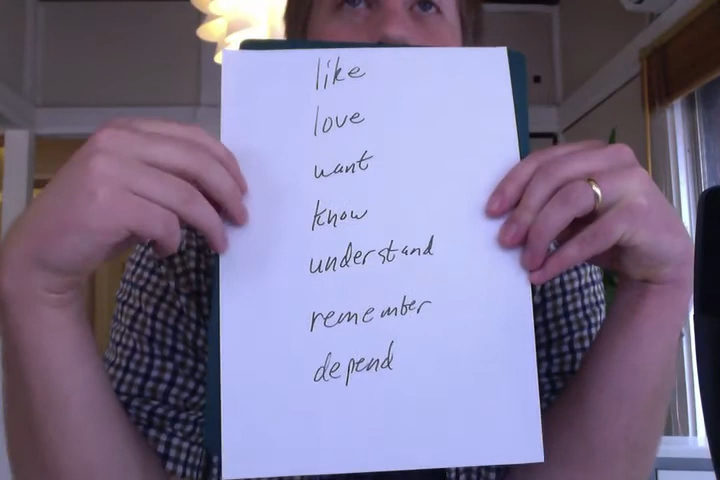 like
love
want
know
understand
remember
depend